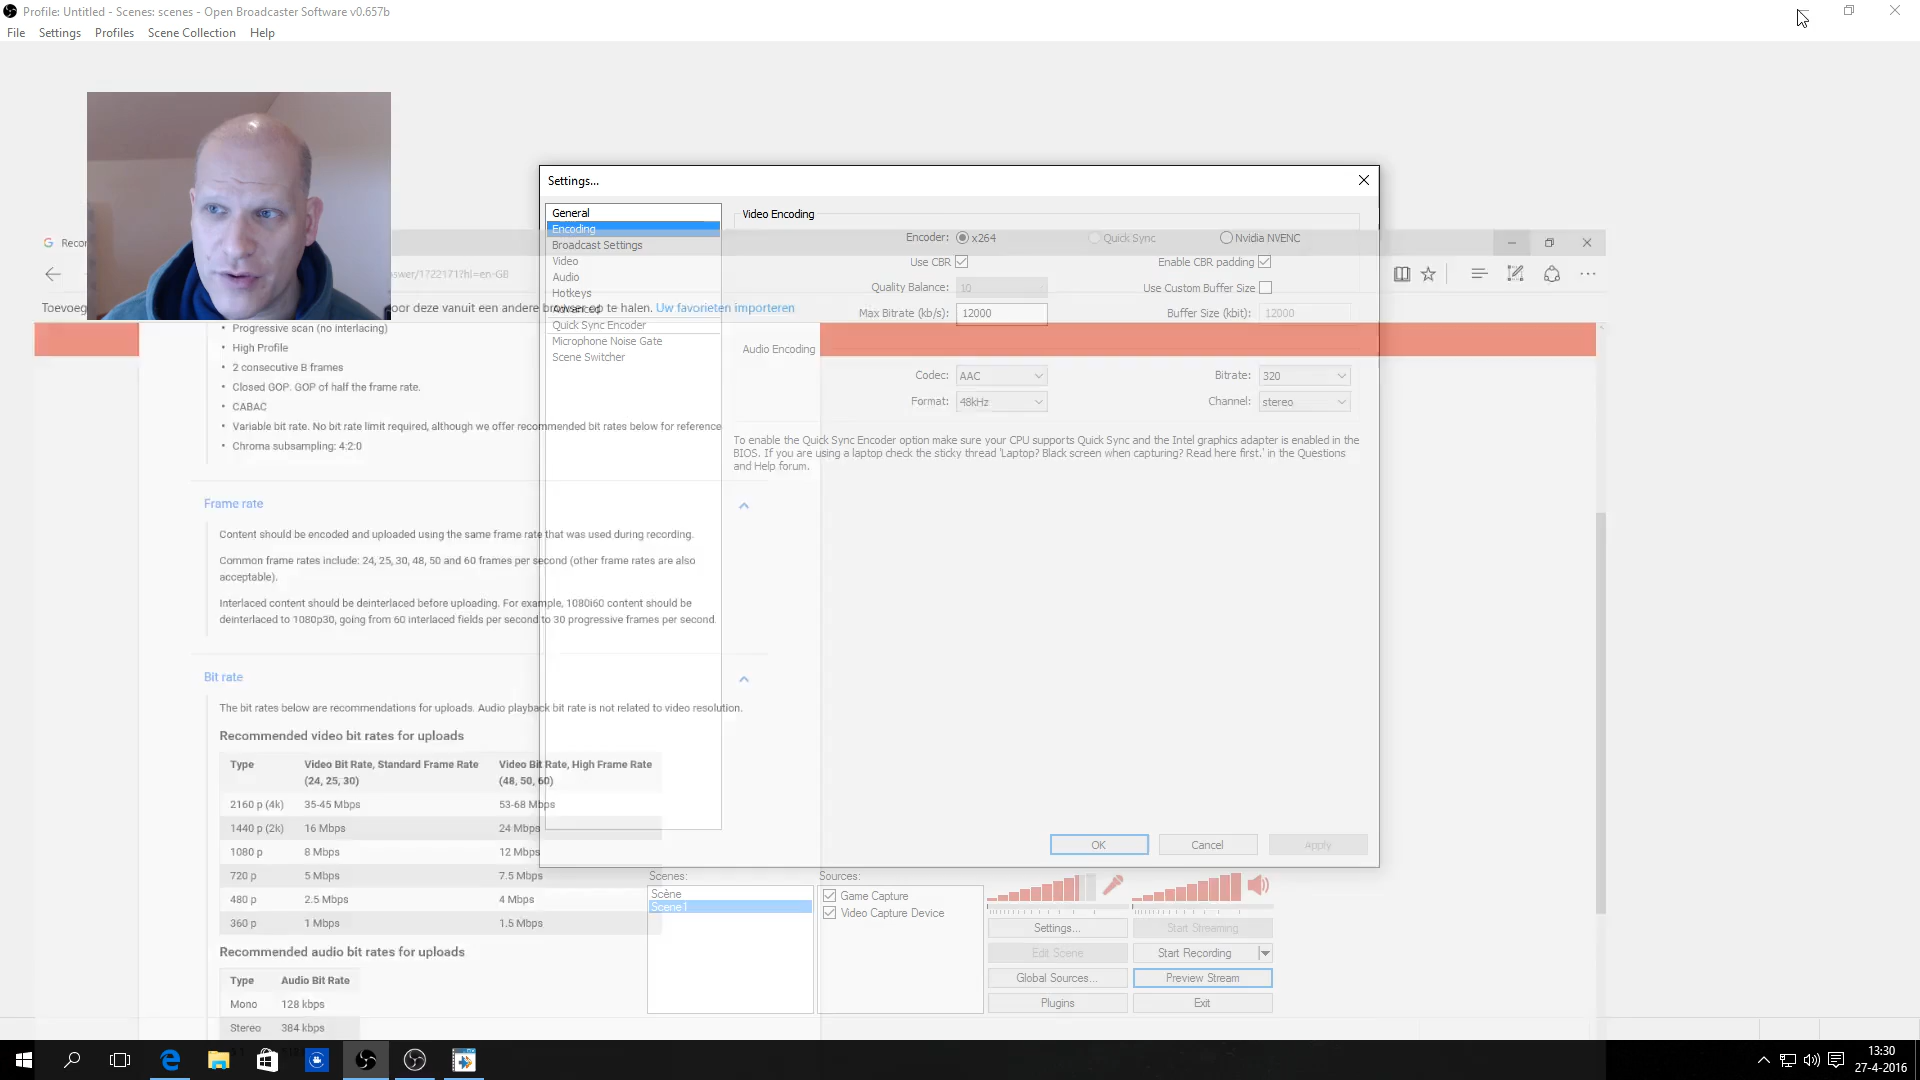 Profile: Untitled - Scenes: scenes - Open Broadcaster Software v0.657b
File Settings Profiles Scene Collection Help
Settings...
General
Encoding
Broadcast Settings
Video
Audio
Hotkeys
Advanced
Quick Sync Encoder
Microphone Noise Gate
Scene Switcher
Video Encoding
Encoder: x264 Quick Sync Nvidia NVENC
Use CBR Enable CBR padding
Quality Balance: 10 Use Custom Buffer Size
Max Bitrate (kb/s): 12000 Buffer Size (kbit): 12000
Audio Encoding
Codec: AAC Bitrate: 320
Format: 48kHz Channel: stereo
To enable the Quick Sync Encoder option make sure your CPU supports Quick Sync and the Intel graphics adapter is enabled in the
BIOS. If you are using a laptop check the sticky thread 'Laptop? Black screen when capturing? Read here first.' in the Questions
and Help forum.
OK Cancel Apply
Recor
swer/1722171?hl=en-GB
Toevoeg oor deze vanuit een andere browser op te halen. Uw favorieten importeren
• Progressive scan (no interlacing)
• High Profile
• 2 consecutive B frames
• Closed GOP. GOP of half the frame rate.
• CABAC
• Variable bit rate. No bit rate limit required, although we offer recommended bit rates below for reference
• Chroma subsampling: 4:2:0
Frame rate
Content should be encoded and uploaded using the same frame rate that was used during recording.
Common frame rates include: 24, 25, 30, 48, 50 and 60 frames per second (other frame rates are also
acceptable).
Interlaced content should be deinterlaced before uploading. For example, 1080i60 content should be
deinterlaced to 1080p30, going from 60 interlaced fields per second to 30 progressive frames per second.
Bit rate
The bit rates below are recommendations for uploads. Audio playback bit rate is not related to video resolution.
Recommended video bit rates for uploads
Type Video Bit Rate, Standard Frame Rate Video Bit Rate, High Frame Rate
(24, 25, 30) (48, 50, 60)
2160 p (4k) 35-45 Mbps 53-68 Mbps
1440 p (2k) 16 Mbps 24 Mbps
1080 p 8 Mbps 12 Mbps
720 p 5 Mbps 7.5 Mbps
480 p 2.5 Mbps 4 Mbps
360 p 1 Mbps 1.5 Mbps
Recommended audio bit rates for uploads
Type Audio Bit Rate
Mono 128 kbps
Stereo 384 kbps
Scenes:
Scène
Scene1
Sources:
Game Capture
Video Capture Device
Settings... Start Streaming
Edit Scene Start Recording
Global Sources... Preview Stream
Plugins Exit
13:30
27-4-2016